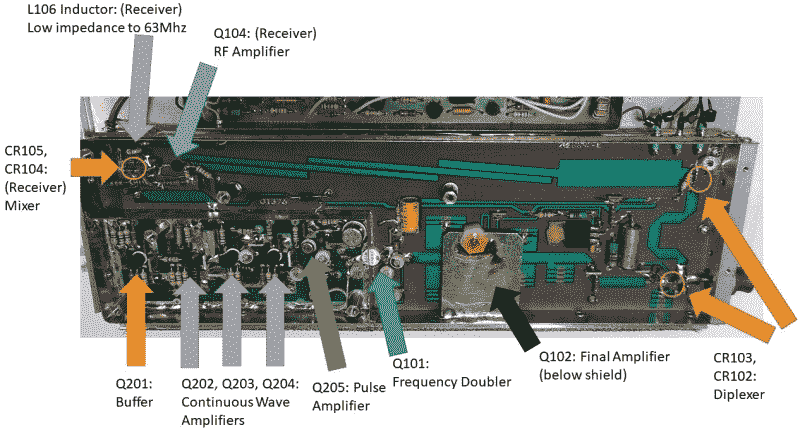 L106 Inductor: (Receiver)
Low impedance to 63Mhz
Q104: (Receiver)
RF Amplifier
CR105,
CR104:
(Receiver)
Mixer
Q201:
Buffer
Q202, Q203, Q204:
Continuous Wave
Amplifiers
Q205: Pulse
Amplifier
Q101:
Frequency Doubler
Q102: Final Amplifier
(below shield)
CR103,
CR102:
Diplexer